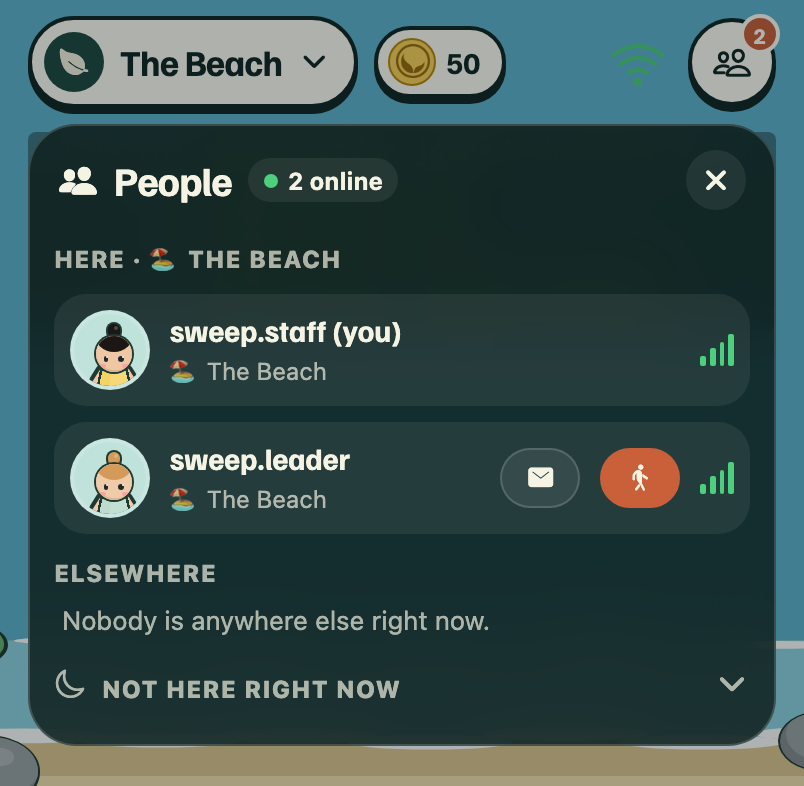 The Beach
50
2
People
2 online
HERE · 🏖️ THE BEACH
sweep.staff (you)
🏖️ The Beach
sweep.leader
🏖️ The Beach
ELSEWHERE
Nobody is anywhere else right now.
NOT HERE RIGHT NOW